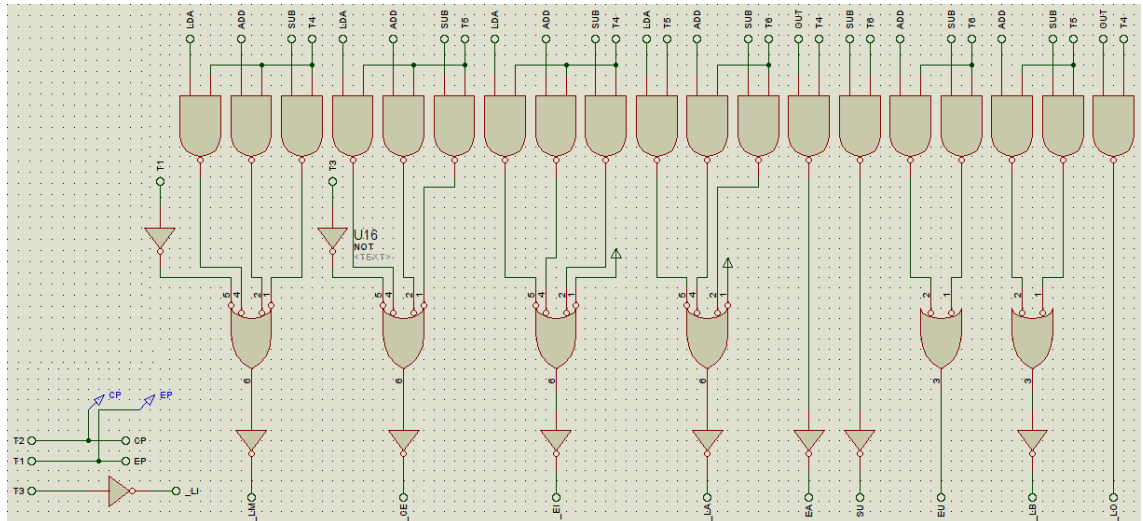 LDA ADD SUB T4 LDA ADD SUB T5 LDA ADD SUB T4 LDA T5 ADD SUB T6 OUT T4 SUB T6 ADD SUB T6 ADD SUB T5 OUT T4
T1 T3
U16
NOT
<TEXT>
5 4 2 1 5 4 2 1 5 4 2 1 5 4 2 1 2 1 2 1
6 6 6 6 3 3
CP EP
T2 CP
T1 EP
T3 _LI
_LM _CE _EI _LA EA SU EU _LB _LO